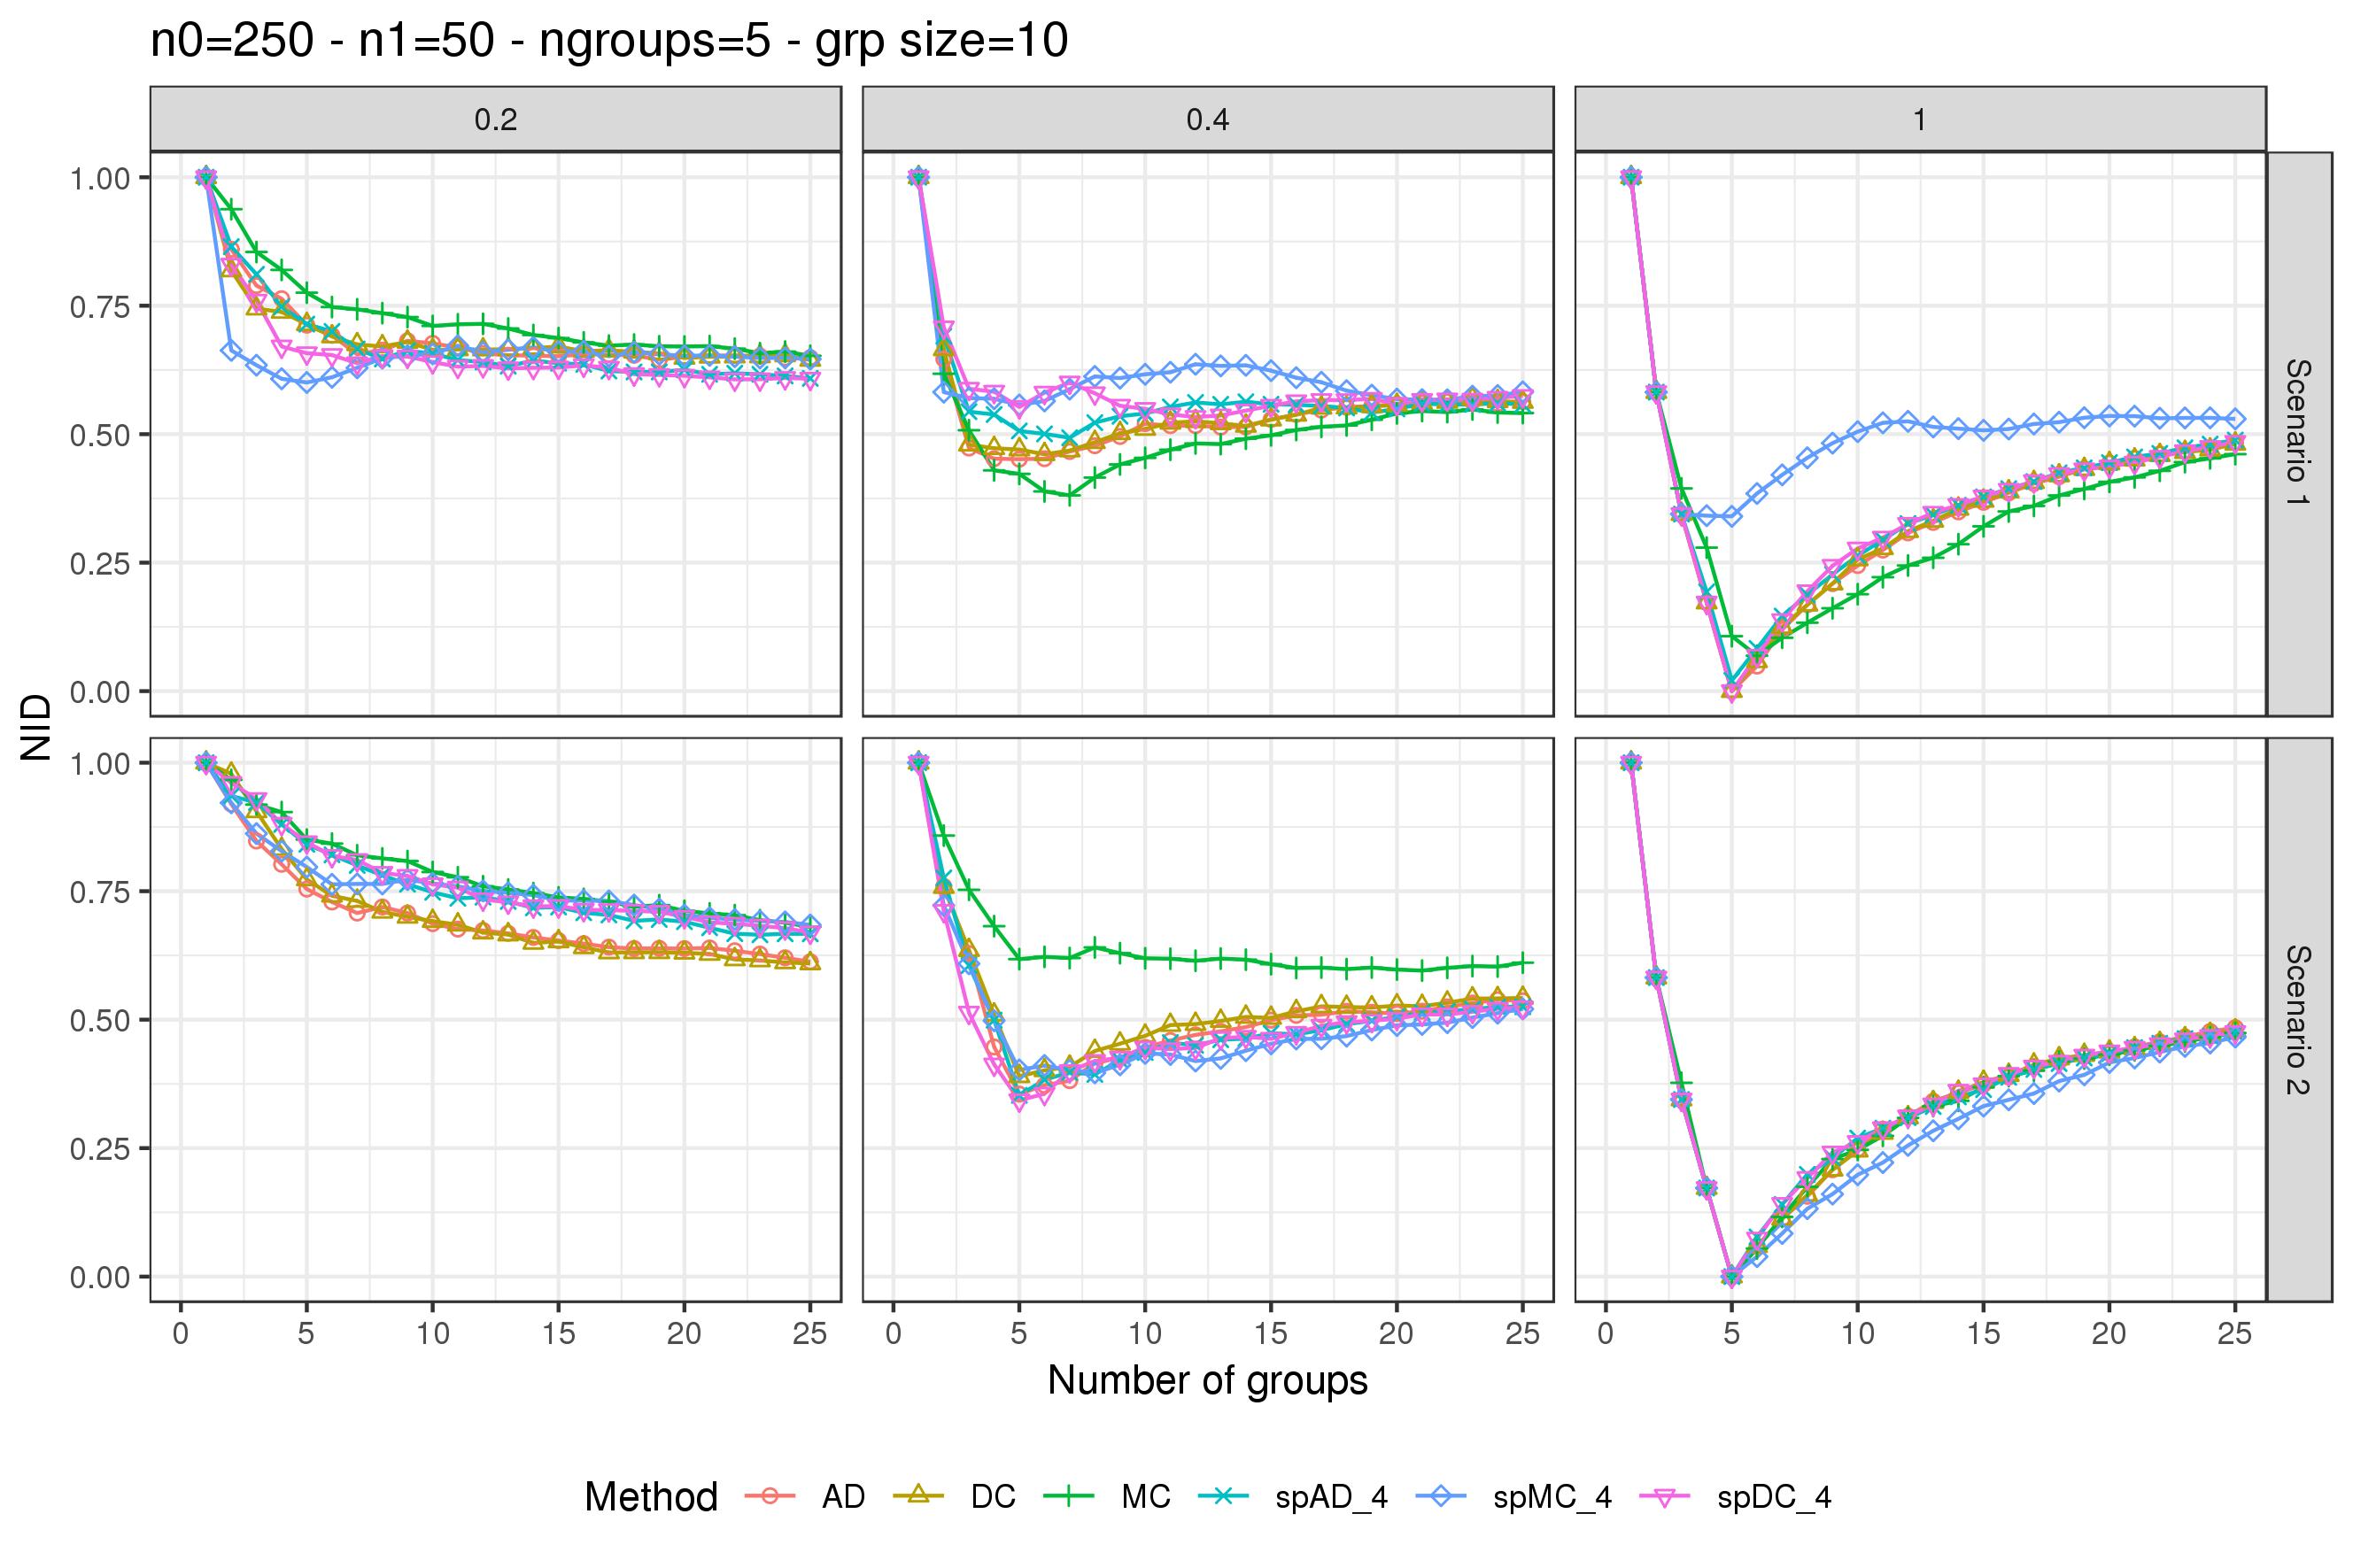 n0=250 - n1=50 - ngroups=5 - grp size=10
0.2 0.4 1
1.00
0.75
0.50
0.25
0.00
Scenario 1
NID
1.00
0.75
0.50
0.25
0.00
Scenario 2
0 5 10 15 20 25 0 5 10 15 20 25 0 5 10 15 20 25
Number of groups
Method AD DC MC spAD_4 spMC_4 spDC_4